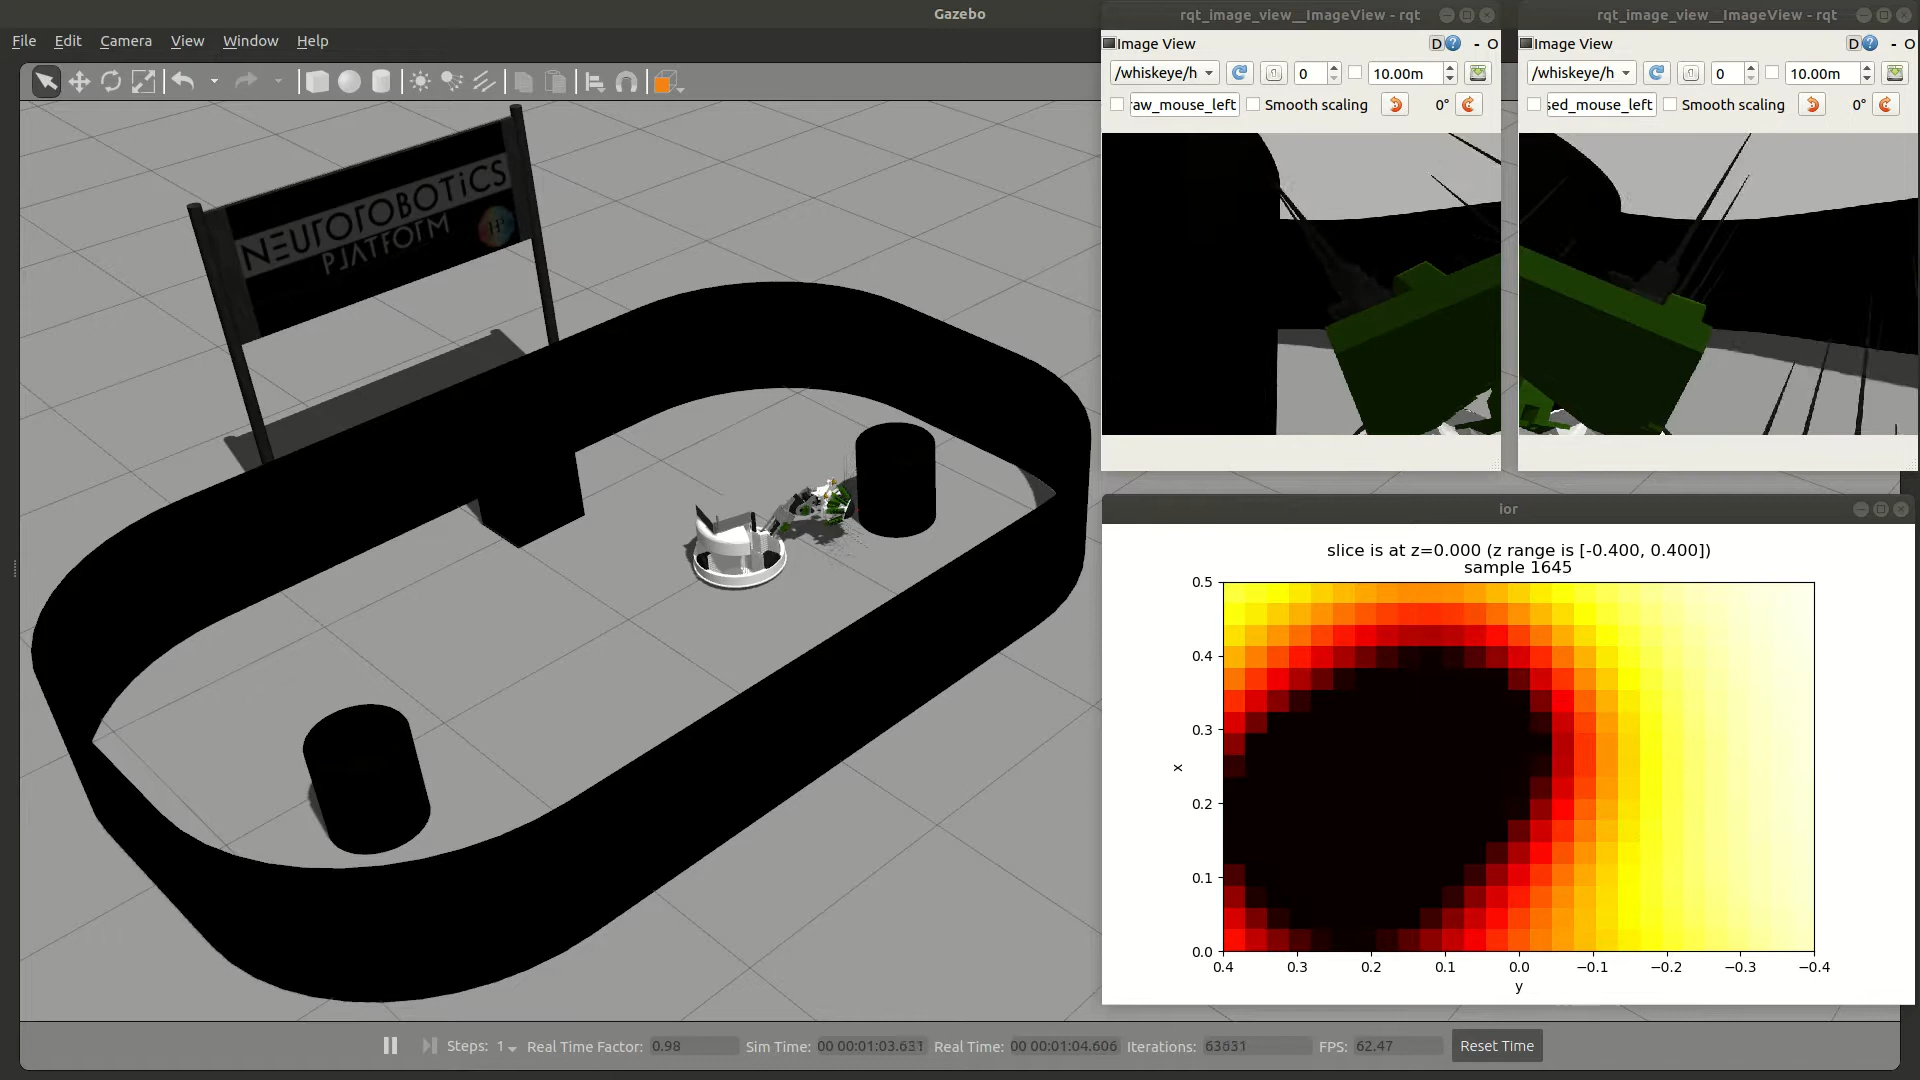 Gazebo
File Edit Camera View Window Help
NEUROROBOTICS
PLATFORM
Steps: 1 Real Time Factor: 0.98 Sim Time: 00 00:01:03.631 Real Time: 00 00:01:04.606 Iterations: 63631 FPS: 62.47 Reset Time
rqt_image_view__ImageView - rqt
Image View D ? - O
/whiskeye/h 0 10.00m
raw_mouse_left Smooth scaling 0°
rqt_image_view__ImageView - rqt
Image View D ? - O
/whiskeye/h 0 10.00m
sed_mouse_left Smooth scaling 0°
ior
slice is at z=0.000 (z range is [-0.400, 0.400])
sample 1645
0.5
0.4
0.3
x
0.2
0.1
0.0
0.4 0.3 0.2 0.1 0.0 −0.1 −0.2 −0.3 −0.4
y